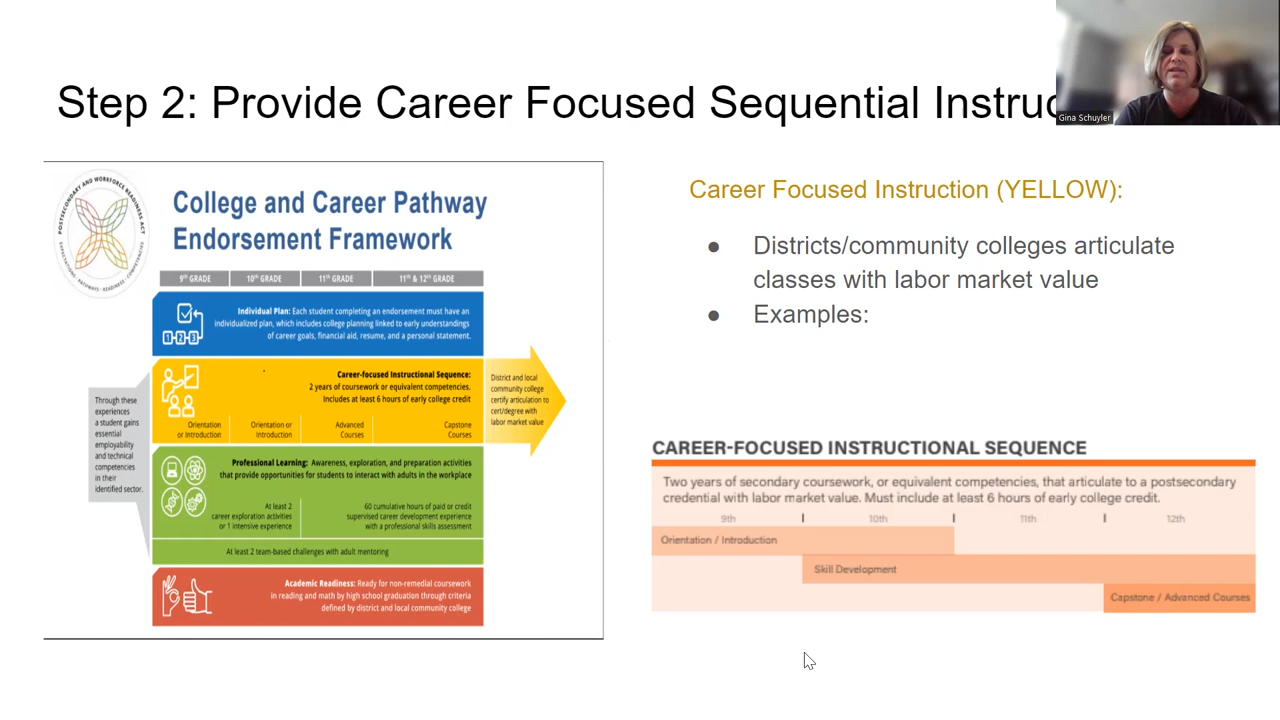 Step 2: Provide Career Focused Sequential Instruc
Gina Schuyler
POSTSECONDARY AND WORKFORCE READINESS ACT
EXPECTATIONS · PATHWAYS · READINESS · COMPETENCIES
College and Career Pathway
Endorsement Framework
9th GRADE
10th GRADE
11th GRADE
11th & 12th GRADE
Individual Plan: Each student completing an endorsement must have an
individualized plan, which includes college planning linked to early understandings
of career goals, financial aid, resume, and a personal statement.
1-2-3
Career-focused Instructional Sequence:
2 years of coursework or equivalent competencies.
Includes at least 6 hours of early college credit
Orientation
or Introduction
Orientation or
Introduction
Advanced
Courses
Capstone
Courses
District and local
community college
certify articulation to
cert/degree with
labor market value
Through these
experiences
a student gains
essential
employability
and technical
competencies
in their
identified sector.
Professional Learning: Awareness, exploration, and preparation activities
that provide opportunities for students to interact with adults in the workplace
At least 2
career exploration activities
or 1 intensive experience
60 cumulative hours of paid or credit
supervised career development experience
with a professional skills assessment
At least 2 team-based challenges with adult mentoring
Academic Readiness: Ready for non-remedial coursework
in reading and math by high school graduation through criteria
defined by district and local community college
Career Focused Instruction (YELLOW):
● Districts/community colleges articulate
classes with labor market value
● Examples:
CAREER-FOCUSED INSTRUCTIONAL SEQUENCE
Two years of secondary coursework, or equivalent competencies, that articulate to a postsecondary
credential with labor market value. Must include at least 6 hours of early college credit.
9th
10th
11th
12th
Orientation / Introduction
Skill Development
Capstone / Advanced Courses